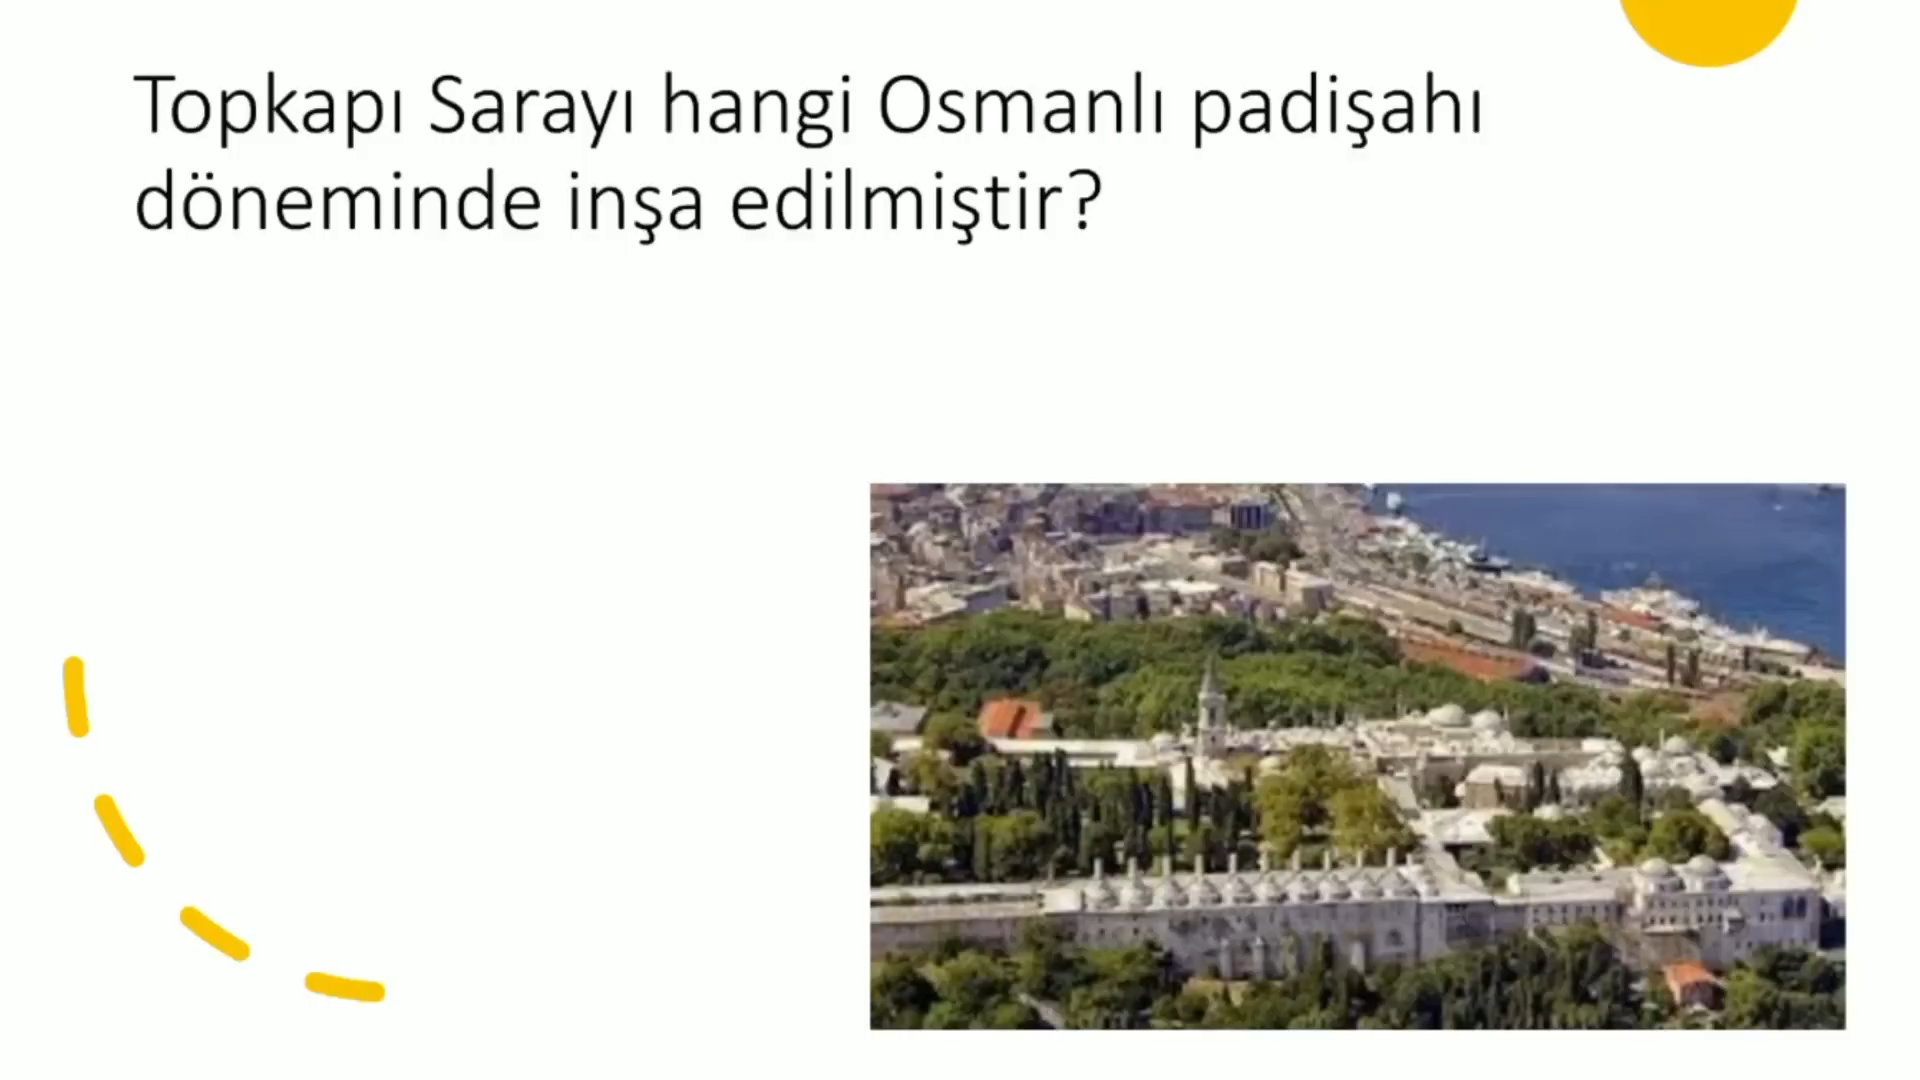 Topkapı Sarayı hangi Osmanlı padişahı
döneminde inşa edilmiştir?